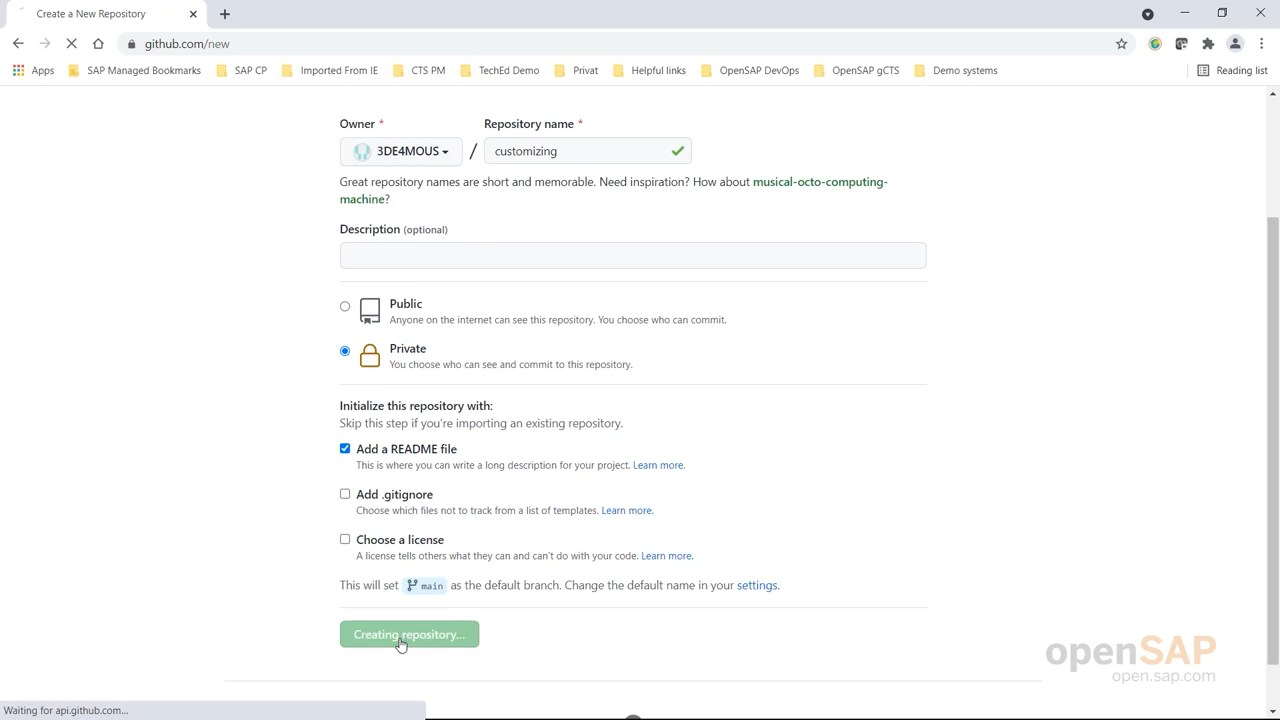 Create a New Repository
github.com/new
Apps
SAP Managed Bookmarks
SAP CP
Imported From IE
CTS PM
TechEd Demo
Privat
Helpful links
OpenSAP DevOps
OpenSAP gCTS
Demo systems
Reading list
Owner *
Repository name *
3DE4MOUS
/
customizing
Great repository names are short and memorable. Need inspiration? How about musical-octo-computing-
machine?
Description (optional)
Public
Anyone on the internet can see this repository. You choose who can commit.
Private
You choose who can see and commit to this repository.
Initialize this repository with:
Skip this step if you're importing an existing repository.
Add a README file
This is where you can write a long description for your project. Learn more.
Add .gitignore
Choose which files not to track from a list of templates. Learn more.
Choose a license
A license tells others what they can and can't do with your code. Learn more.
This will set main as the default branch. Change the default name in your settings.
Creating repository...
openSAP
open.sap.com
Waiting for api.github.com...